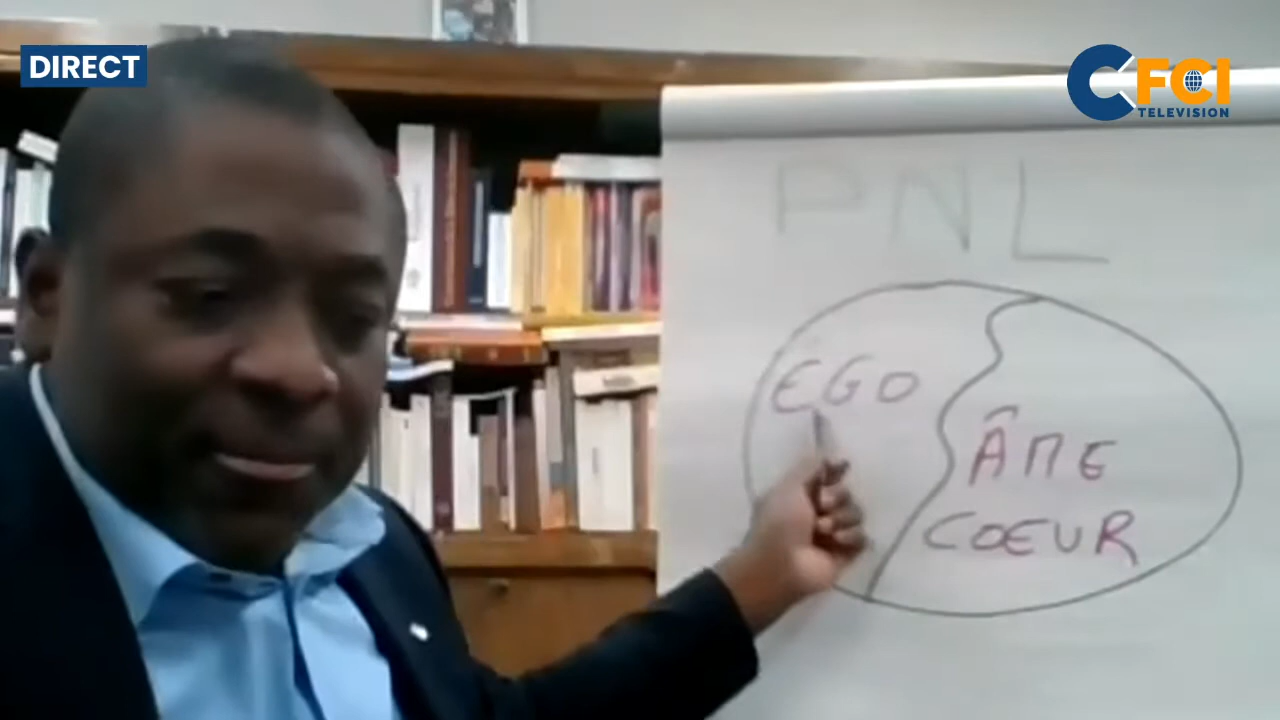 DIRECT
CFCI
TELEVISION
PNL
EGO
ÂME
COEUR